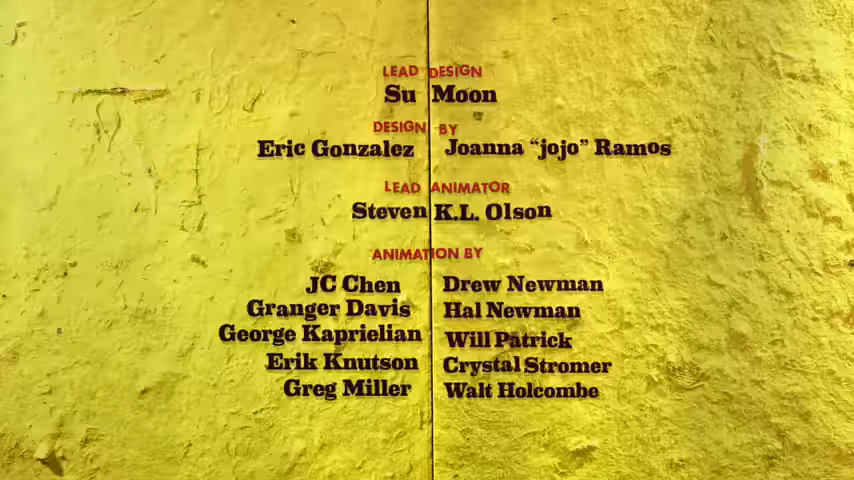 LEAD DESIGN
Su Moon
DESIGN BY
Eric Gonzalez Joanna “jojo” Ramos
LEAD ANIMATOR
Steven K.L. Olson
ANIMATION BY
JC Chen Drew Newman
Granger Davis Hal Newman
George Kaprielian Will Patrick
Erik Knutson Crystal Stromer
Greg Miller Walt Holcombe